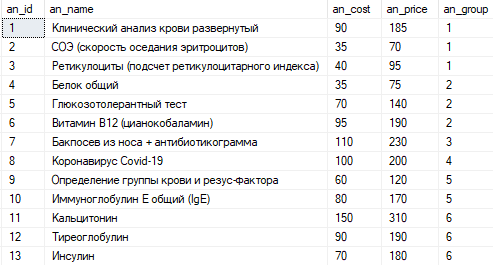 an_id an_name an_cost an_price an_group
1 Клинический анализ крови развернутый 90 185 1
2 СОЭ (скорость оседания эритроцитов) 35 70 1
3 Ретикулоциты (подсчет ретикулоцитарного индекса) 40 95 1
4 Белок общий 35 75 2
5 Глюкозотолерантный тест 70 140 2
6 Витамин В12 (цианокобаламин) 95 190 2
7 Бакпосев из носа + антибиотикограмма 110 230 3
8 Коронавирус Covid-19 100 200 4
9 Определение группы крови и резус-фактора 60 120 5
10 Иммуноглобулин Е общий (IgE) 80 170 5
11 Кальцитонин 150 310 6
12 Тиреоглобулин 90 190 6
13 Инсулин 70 180 6